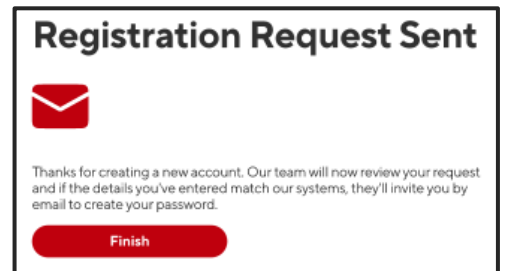 Registration Request Sent
Thanks for creating a new account. Our team will now review your request
and if the details you've entered match our systems, they'll invite you by
email to create your password.
Finish